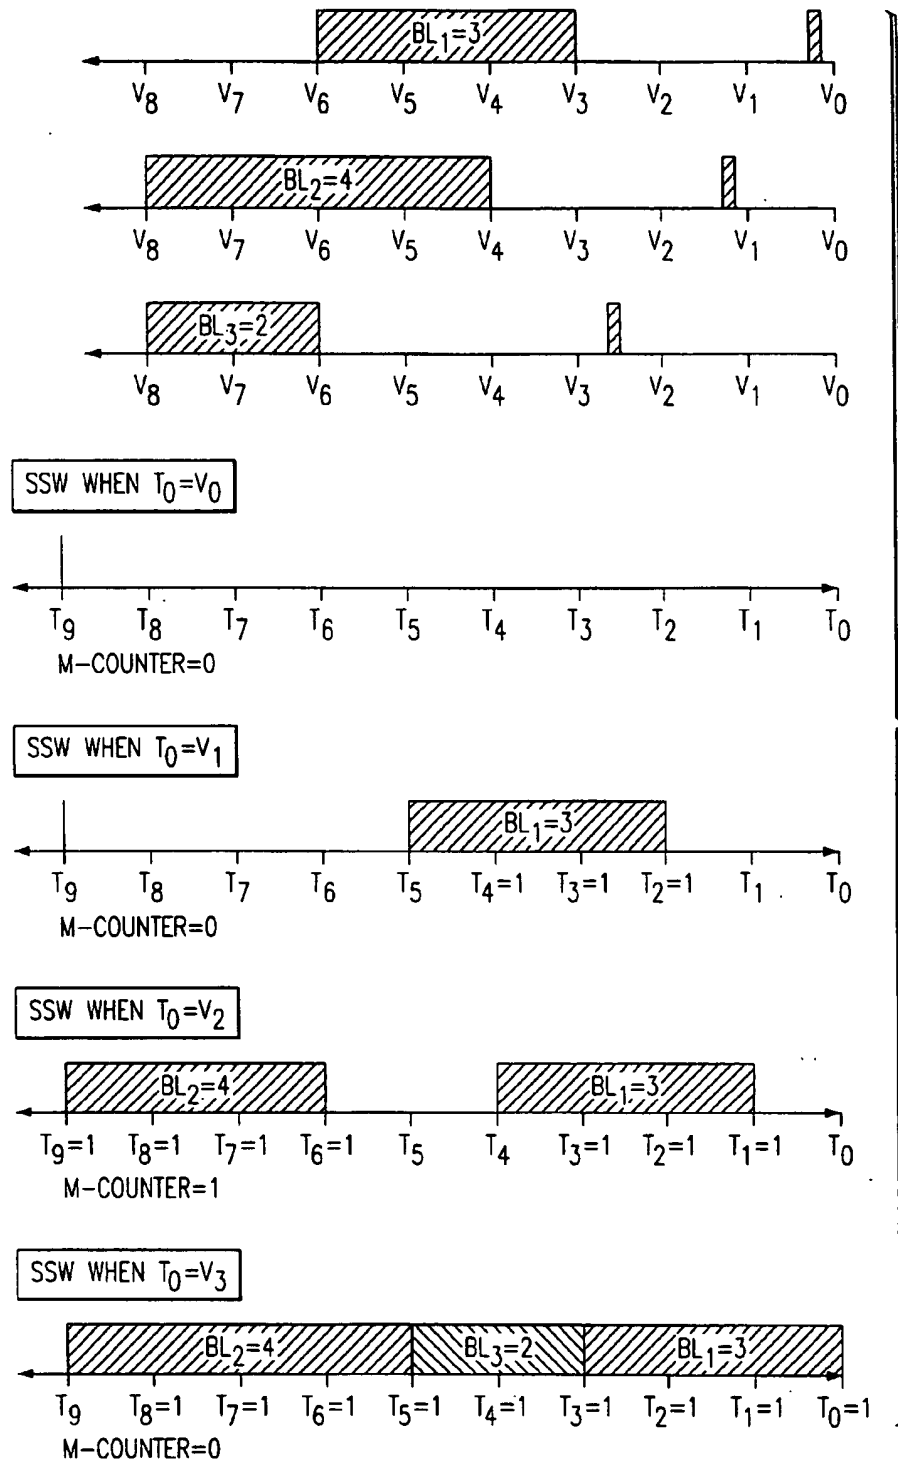 BL1=3
V8 V7 V6 V5 V4 V3 V2 V1 V0
BL2=4
V8 V7 V6 V5 V4 V3 V2 V1 V0
BL3=2
V8 V7 V6 V5 V4 V3 V2 V1 V0
SSW WHEN T0=V0
T9 T8 T7 T6 T5 T4 T3 T2 T1 T0
M-COUNTER=0
SSW WHEN T0=V1
BL1=3
T9 T8 T7 T6 T5 T4=1 T3=1 T2=1 T1 T0
M-COUNTER=0
SSW WHEN T0=V2
BL2=4 BL1=3
T9=1 T8=1 T7=1 T6=1 T5 T4 T3=1 T2=1 T1=1 T0
M-COUNTER=1
SSW WHEN T0=V3
BL2=4 BL3=2 BL1=3
T9 T8=1 T7=1 T6=1 T5=1 T4=1 T3=1 T2=1 T1=1 T0=1
M-COUNTER=0